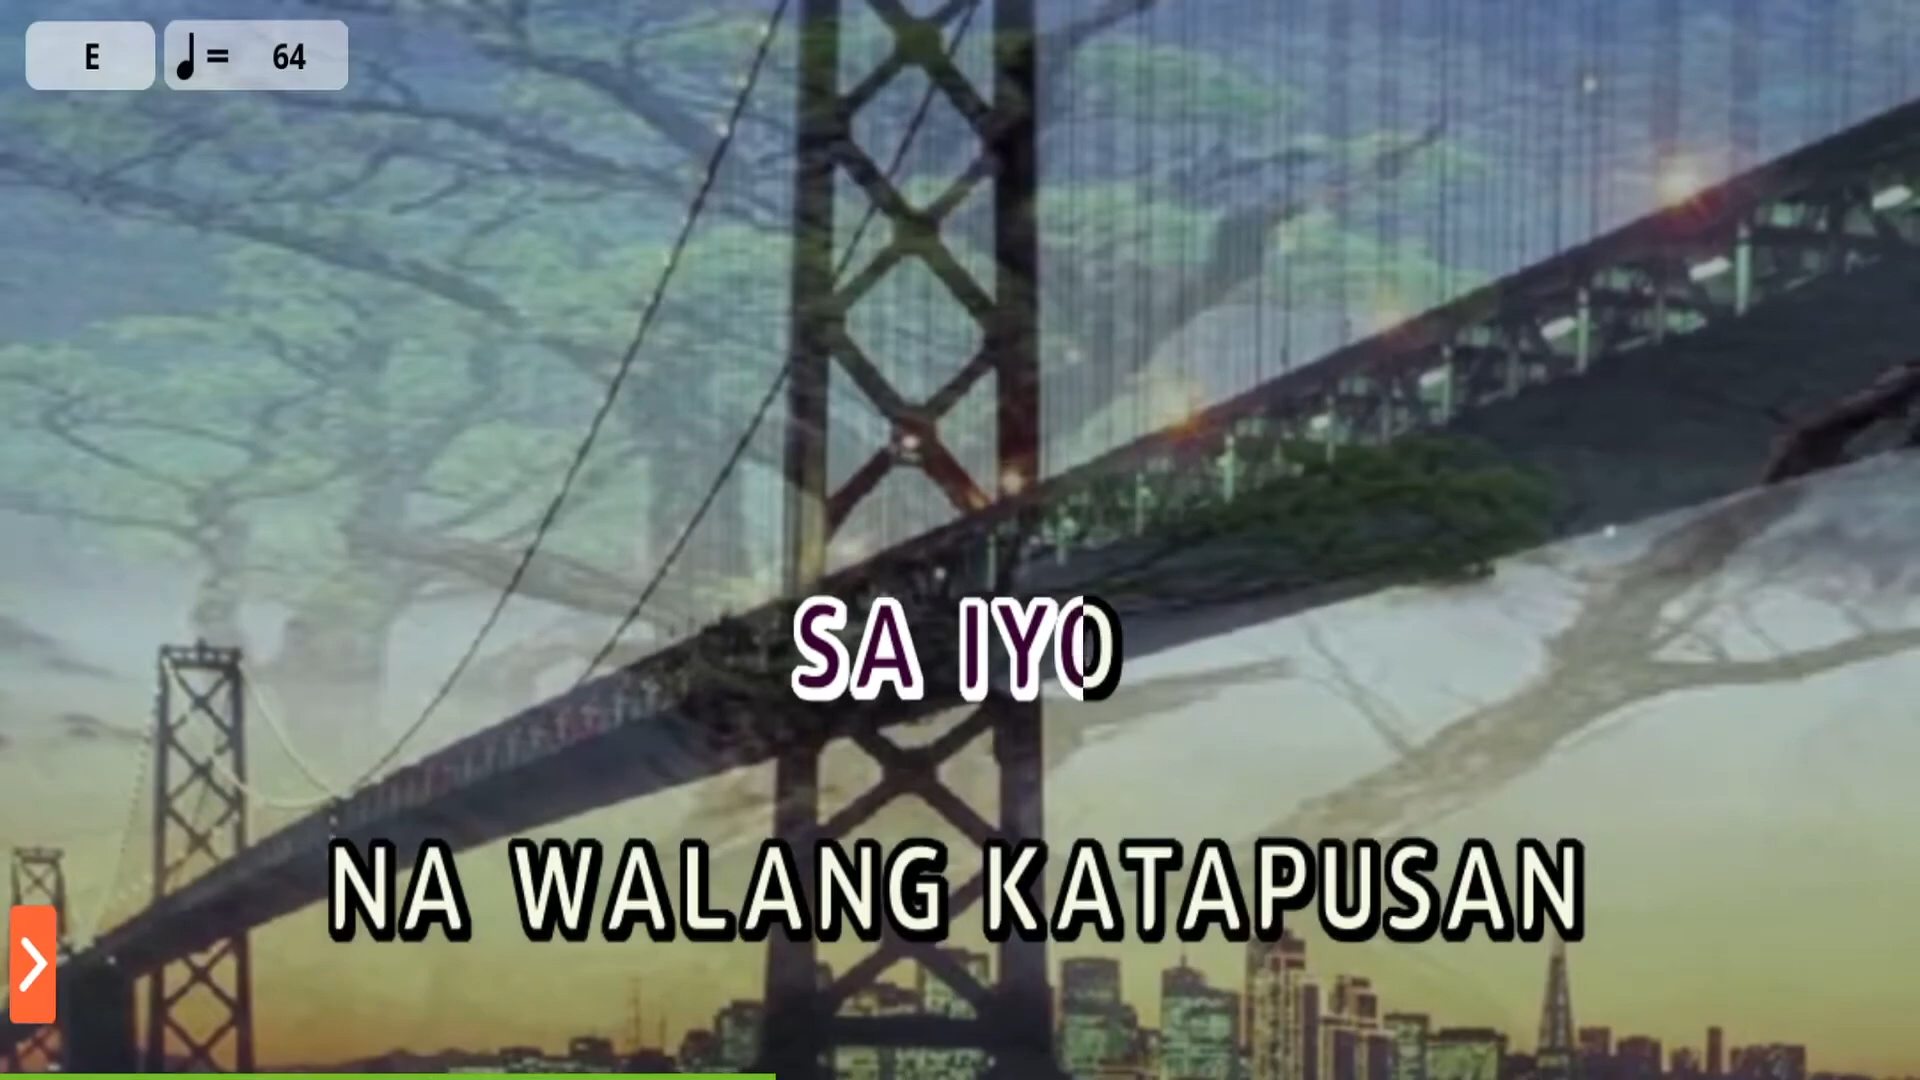 E
♩ = 64
SA IYO
NA WALANG KATAPUSAN